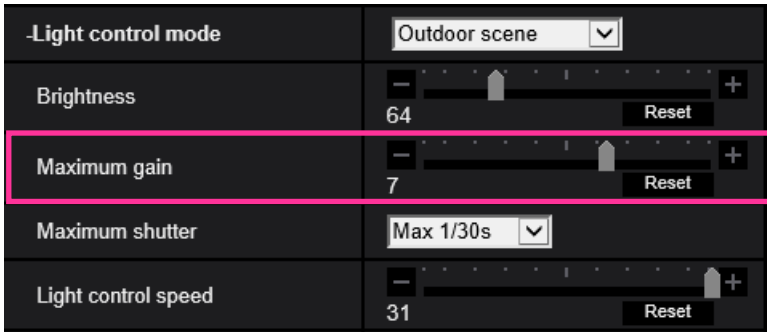 -Light control mode
Outdoor scene
Brightness
64
Reset
Maximum gain
7
Reset
Maximum shutter
Max 1/30s
Light control speed
31
Reset